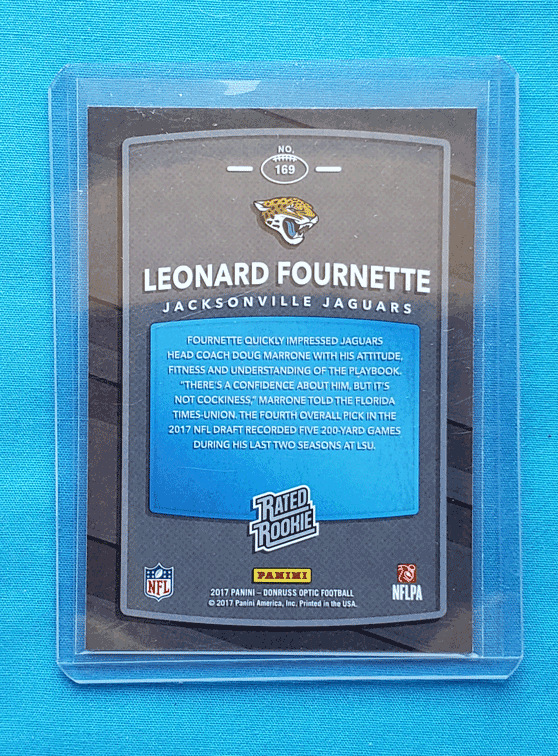 NO.
169
LEONARD FOURNETTE
JACKSONVILLE JAGUARS
FOURNETTE QUICKLY IMPRESSED JAGUARS
HEAD COACH DOUG MARRONE WITH HIS ATTITUDE,
FITNESS AND UNDERSTANDING OF THE PLAYBOOK.
"THERE'S A CONFIDENCE ABOUT HIM, BUT IT'S
NOT COCKINESS," MARRONE TOLD THE FLORIDA
TIMES-UNION. THE FOURTH OVERALL PICK IN THE
2017 NFL DRAFT RECORDED FIVE 200-YARD GAMES
DURING HIS LAST TWO SEASONS AT LSU.
RATED
ROOKIE
PANINI
NFL
2017 PANINI – DONRUSS OPTIC FOOTBALL
© 2017 Panini America, Inc. Printed in the USA.
NFLPA